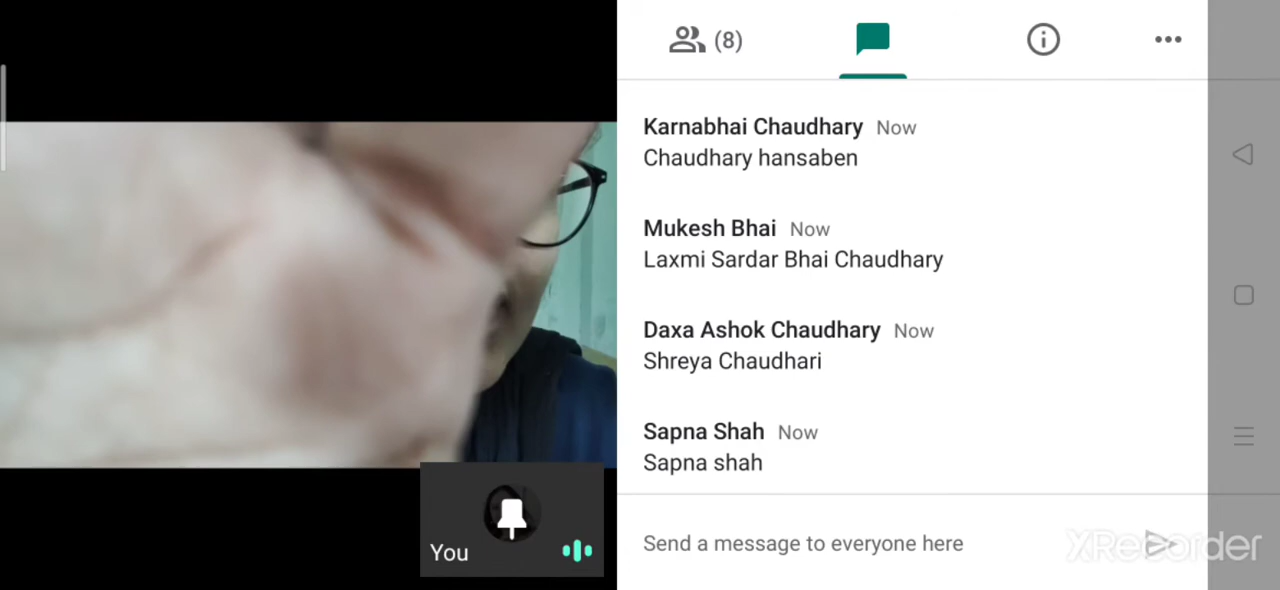 (8)
Karnabhai Chaudhary Now
Chaudhary hansaben
Mukesh Bhai Now
Laxmi Sardar Bhai Chaudhary
Daxa Ashok Chaudhary Now
Shreya Chaudhari
Sapna Shah Now
Sapna shah
You
Send a message to everyone here
XRecorder